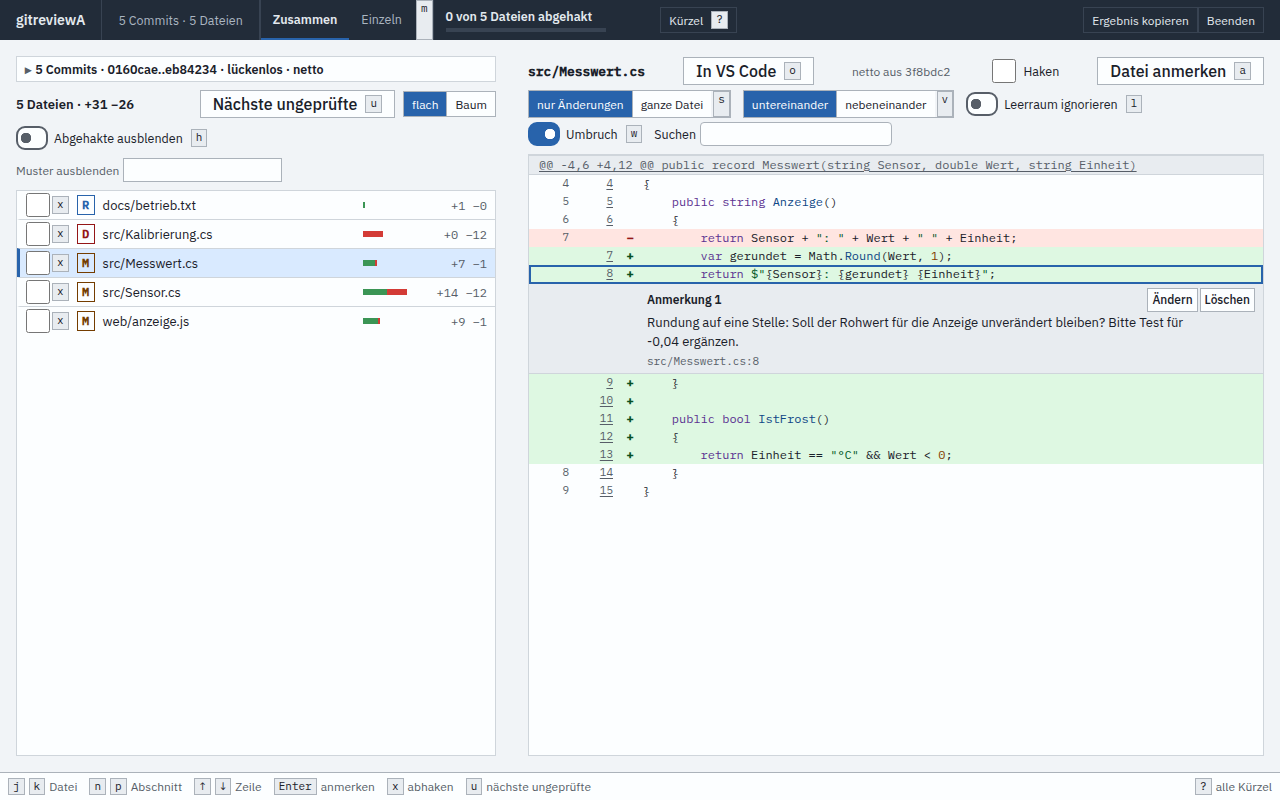 gitreviewA 5 Commits · 5 Dateien Zusammen Einzeln m 0 von 5 Dateien abgehakt Kürzel ? Ergebnis kopieren Beenden
▸ 5 Commits · 0160cae..eb84234 · lückenlos · netto
5 Dateien · +31 −26 Nächste ungeprüfte u flach Baum
Abgehakte ausblenden h
Muster ausblenden
x R docs/betrieb.txt +1 −0
x D src/Kalibrierung.cs +0 −12
x M src/Messwert.cs +7 −1
x M src/Sensor.cs +14 −12
x M web/anzeige.js +9 −1
src/Messwert.cs In VS Code o netto aus 3f8bdc2 Haken Datei anmerken a
nur Änderungen ganze Datei s untereinander nebeneinander v Leerraum ignorieren l
Umbruch w Suchen
@@ -4,6 +4,12 @@ public record Messwert(string Sensor, double Wert, string Einheit)
4 4 {
5 5 public string Anzeige()
6 6 {
7 − return Sensor + ": " + Wert + " " + Einheit;
7 + var gerundet = Math.Round(Wert, 1);
8 + return $"{Sensor}: {gerundet} {Einheit}";
Anmerkung 1 Ändern Löschen
Rundung auf eine Stelle: Soll der Rohwert für die Anzeige unverändert bleiben? Bitte Test für
-0,04 ergänzen.
src/Messwert.cs:8
9 + }
10 +
11 + public bool IstFrost()
12 + {
13 + return Einheit == "°C" && Wert < 0;
8 14 }
9 15 }
j k Datei n p Abschnitt ↑ ↓ Zeile Enter anmerken x abhaken u nächste ungeprüfte ? alle Kürzel